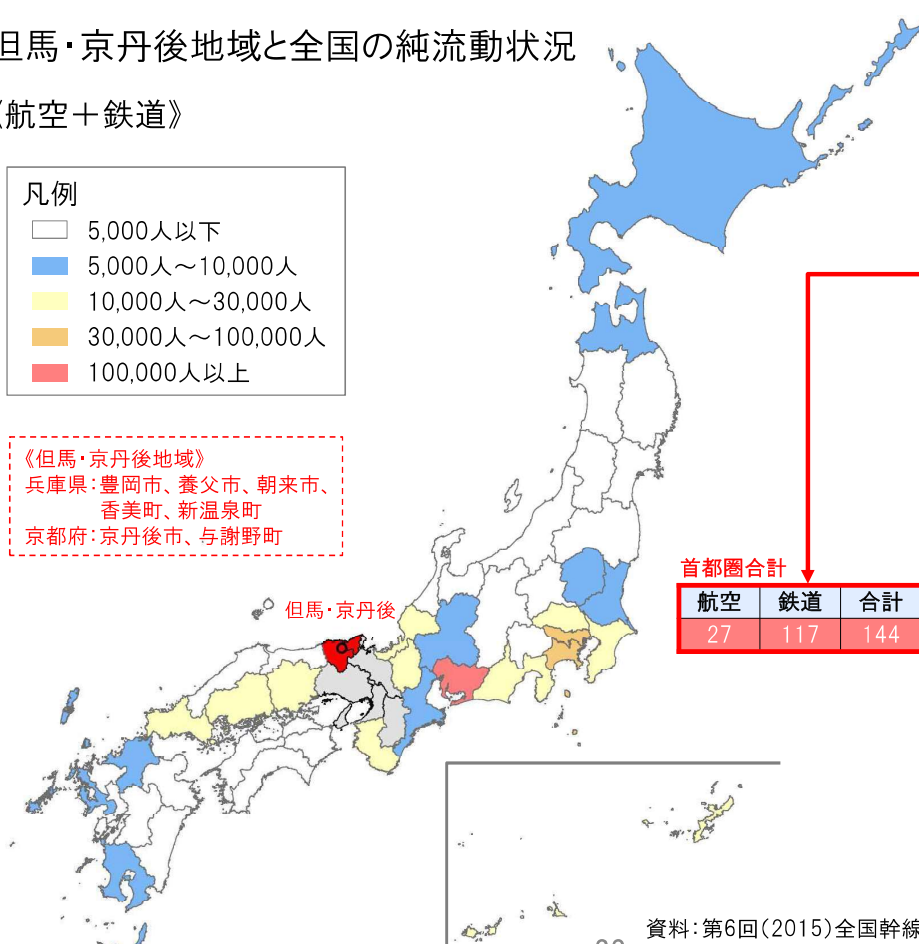 但馬・京丹後地域と全国の純流動状況
《航空＋鉄道》
凡例
5,000人以下
5,000人～10,000人
10,000人～30,000人
30,000人～100,000人
100,000人以上
《但馬・京丹後地域》
兵庫県：豊岡市、養父市、朝来市、
香美町、新温泉町
京都府：京丹後市、与謝野町
但馬・京丹後
首都圏合計
航空 鉄道 合計
27 117 144
資料：第6回(2015)全国幹線